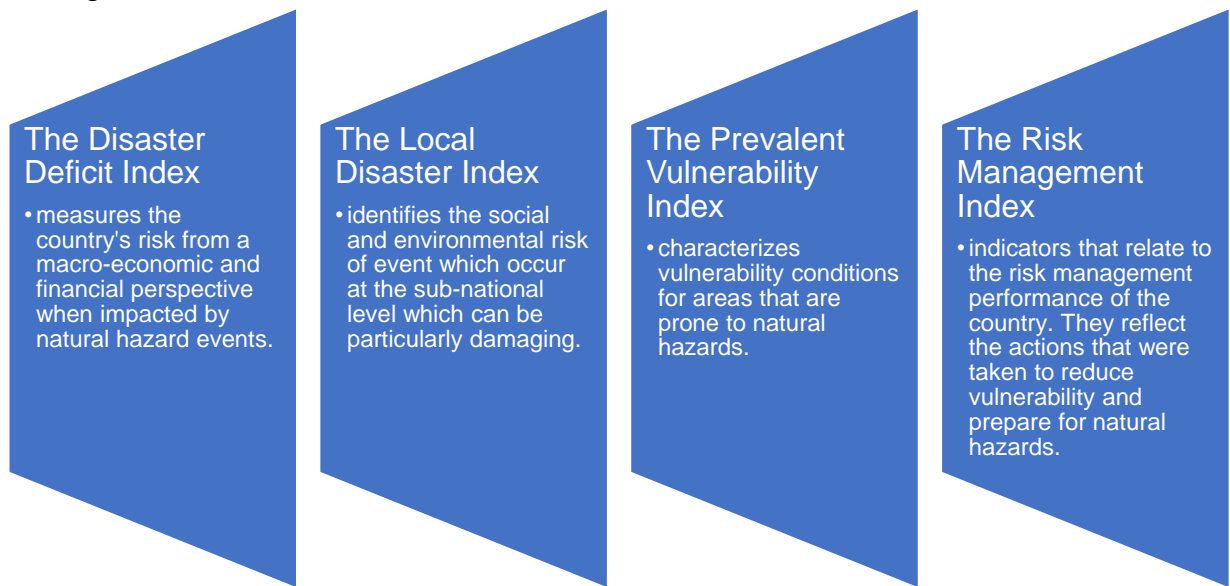 The Disaster
Deficit Index
•measures the
country's risk from a
macro-economic and
financial perspective
when impacted by
natural hazard events.
The Local
Disaster Index
•identifies the social
and environmental risk
of event which occur
at the sub-national
level which can be
particularly damaging.
The Prevalent
Vulnerability
Index
•characterizes
vulnerability conditions
for areas that are
prone to natural
hazards.
The Risk
Management
Index
•indicators that relate to
the risk management
performance of the
country. They reflect
the actions that were
taken to reduce
vulnerability and
prepare for natural
hazards.